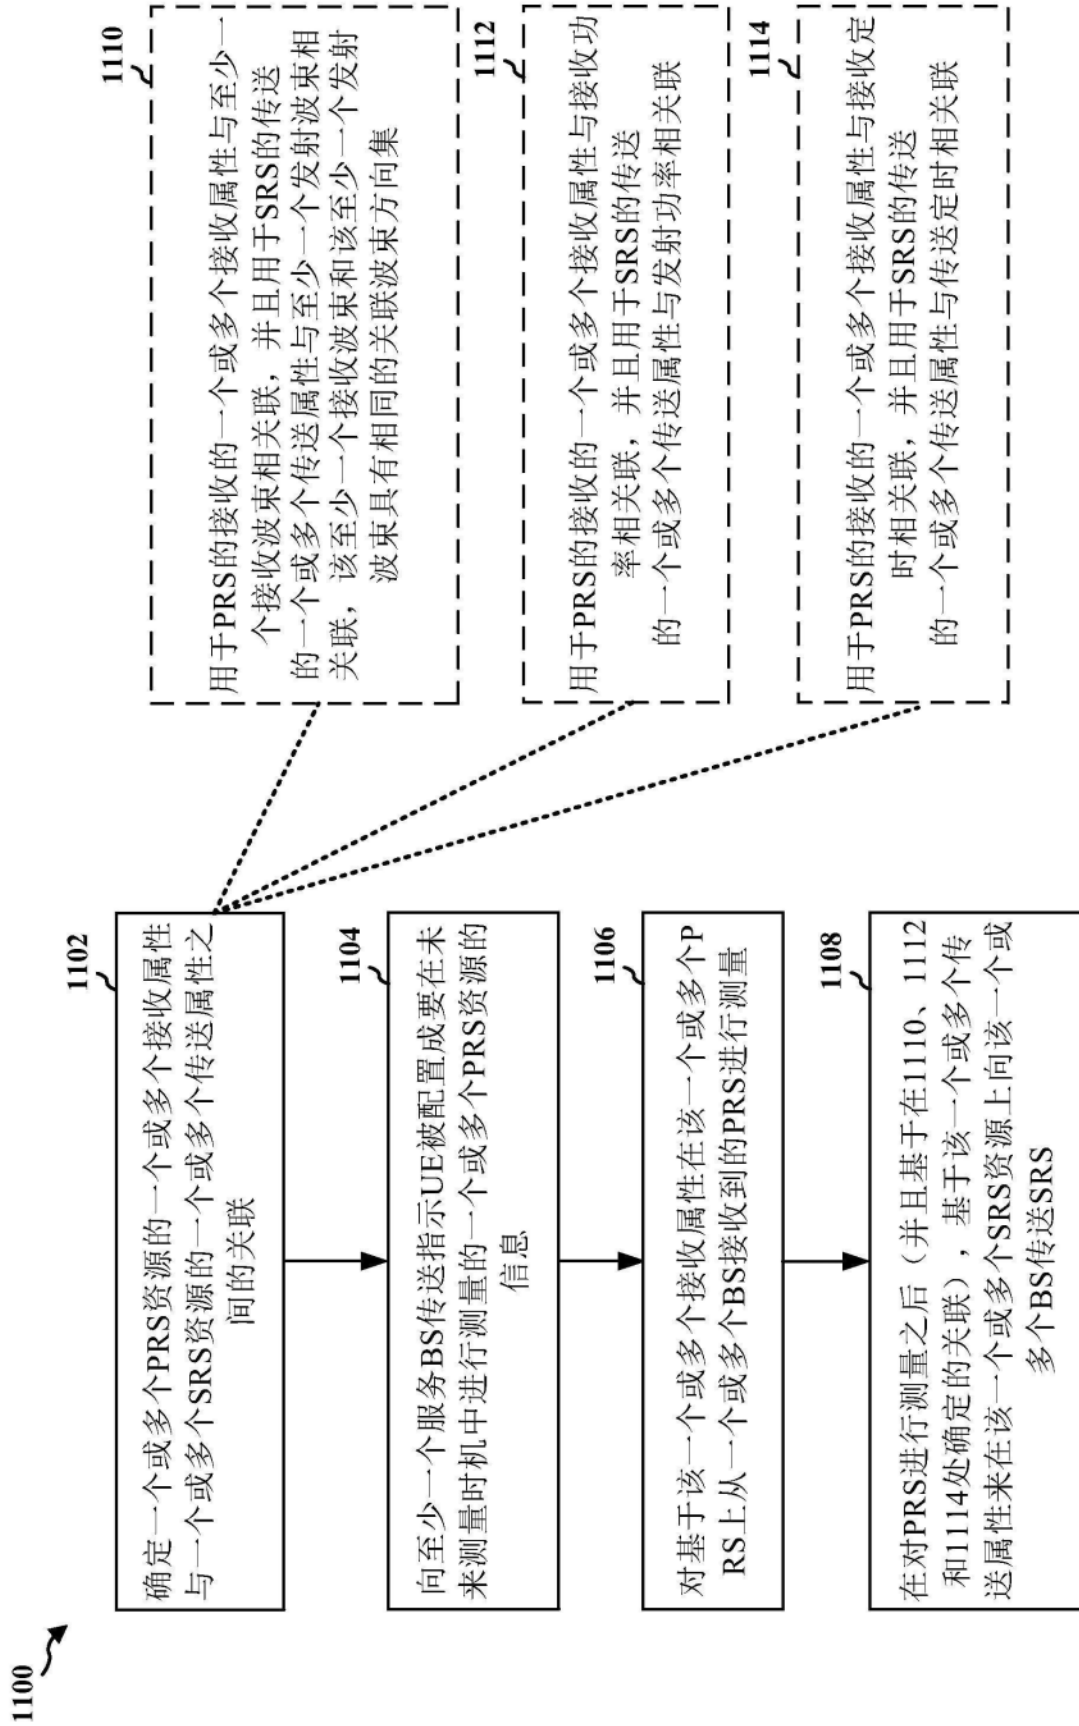 1100
1102
确定一个或多个PRS资源的一个或多个接收属性
与一个或多个SRS资源的一个或多个传送属性之
间的关联
1104
向至少一个服务BS传送指示UE被配置成要在未
来测量时机中进行测量的一个或多个PRS资源的
信息
1106
对基于该一个或多个接收属性在该一个或多个P
RS上从一个或多个BS接收到的PRS进行测量
1108
在对PRS进行测量之后（并且基于在1110、1112
和1114处确定的关联），基于该一个或多个传
送属性来在该一个或多个SRS资源上向该一个或
多个BS传送SRS
1110
用于PRS的接收的一个或多个接收属性与至少一
个接收波束相关联，并且用于SRS的传送
的一个或多个传送属性与至少一个发射波束相
关联，该至少一个接收波束和该至少一个发射
波束具有相同的关联波束方向集
1112
用于PRS的接收的一个或多个接收属性与接收功
率相关联，并且用于SRS的传送
的一个或多个传送属性与发射功率相关联
1114
用于PRS的接收的一个或多个接收属性与接收定
时相关联，并且用于SRS的传送
的一个或多个传送属性与传送定时相关联